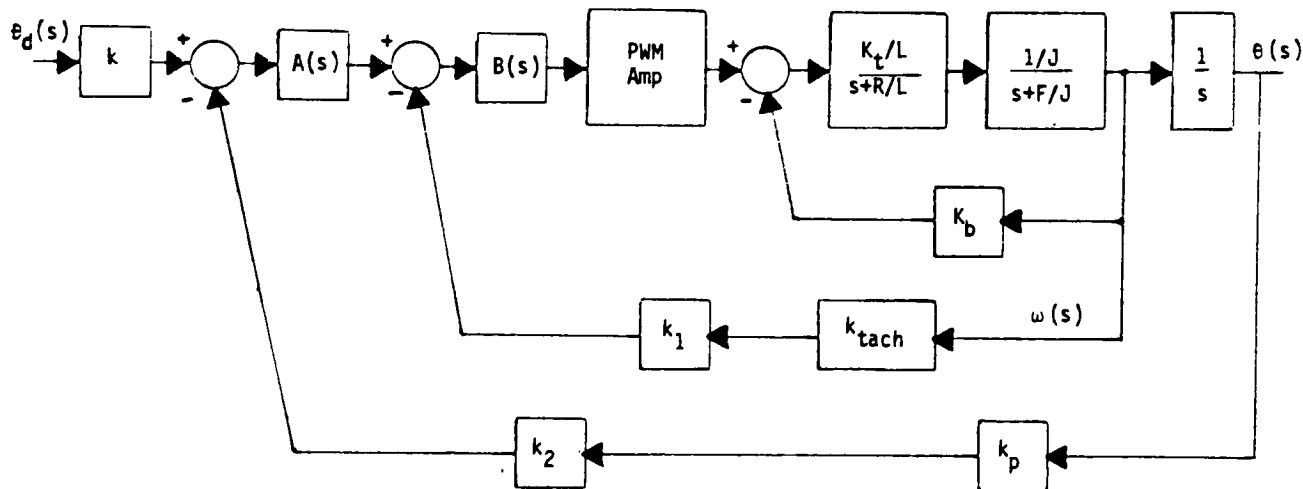 θd(s)
k
+
-
A(s)
+
-
B(s)
PWM
Amp
+
-
Kt/L
s+R/L
1/J
s+F/J
1
s
θ(s)
Kb
k1
ktach
ω(s)
k2
kp